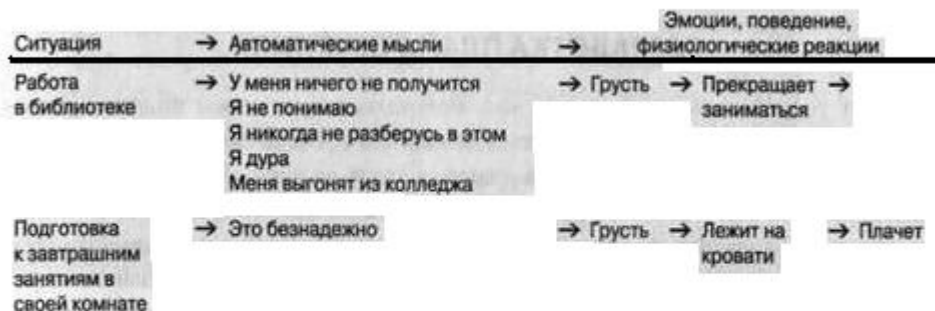 Эмоции, поведение,
Ситуация → Автоматические мысли → физиологические реакции
Работа → У меня ничего не получится → Грусть → Прекращает →
в библиотеке Я не понимаю заниматься
Я никогда не разберусь в этом
Я дура
Меня выгонят из колледжа
Подготовка → Это безнадежно → Грусть → Лежит на → Плачет
к завтрашним кровати
занятиям в
своей комнате